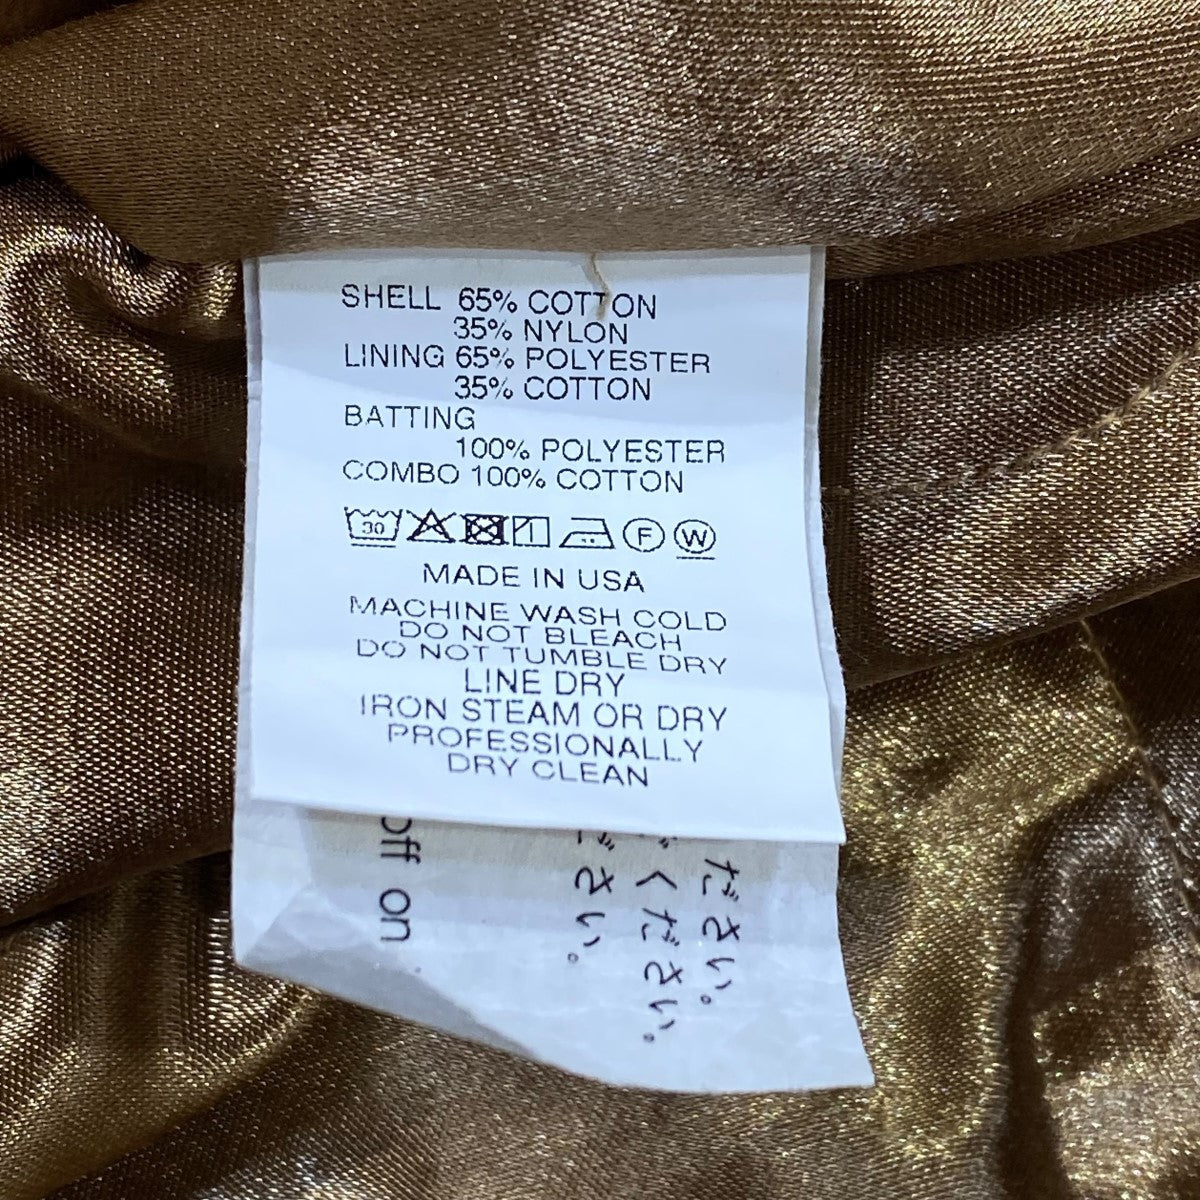 SHELL 65% COTTON
35% NYLON
LINING 65% POLYESTER
35% COTTON
BATTING
100% POLYESTER
COMBO 100% COTTON
30 F W
MADE IN USA
MACHINE WASH COLD
DO NOT BLEACH
DO NOT TUMBLE DRY
LINE DRY
IRON STEAM OR DRY
PROFESSIONALLY
DRY CLEAN
ださい。
ください。
ださい。
off on